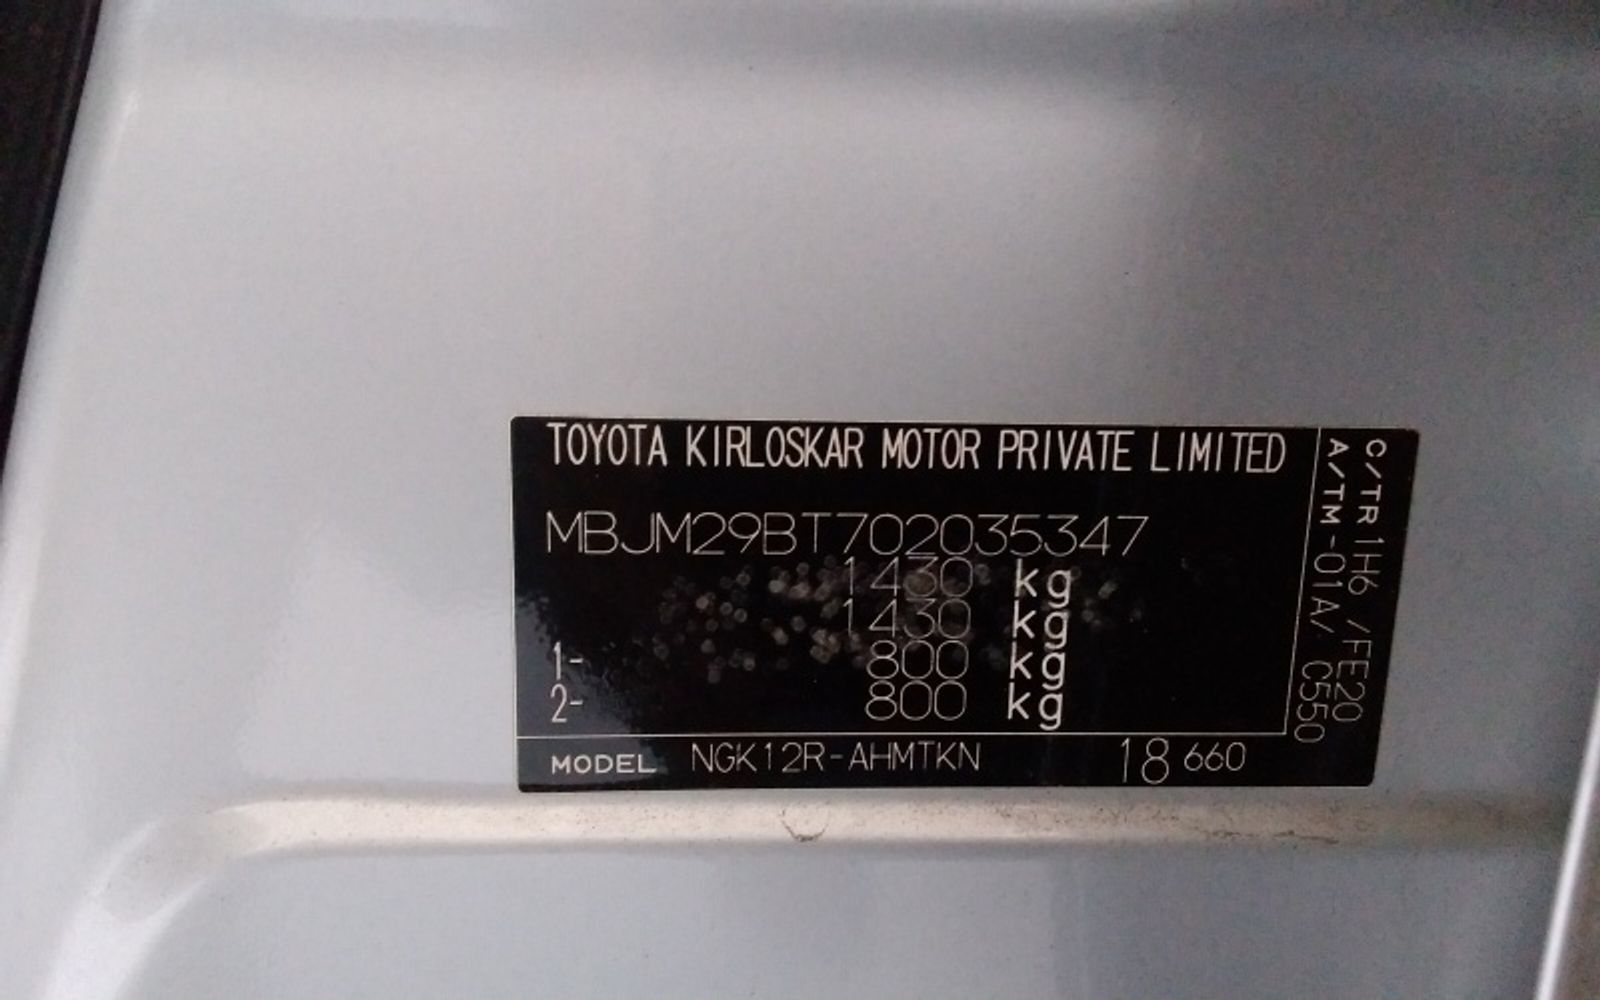 TOYOTA KIRLOSKAR MOTOR PRIVATE LIMITED
MBJM29BT702035347
1430 kg
1430 kg
1- 800 kg
2- 800 kg
MODEL NGK12R-AHMTKN 18 660
C/TR 1H6 /FE20
A/TM -01A/ C550